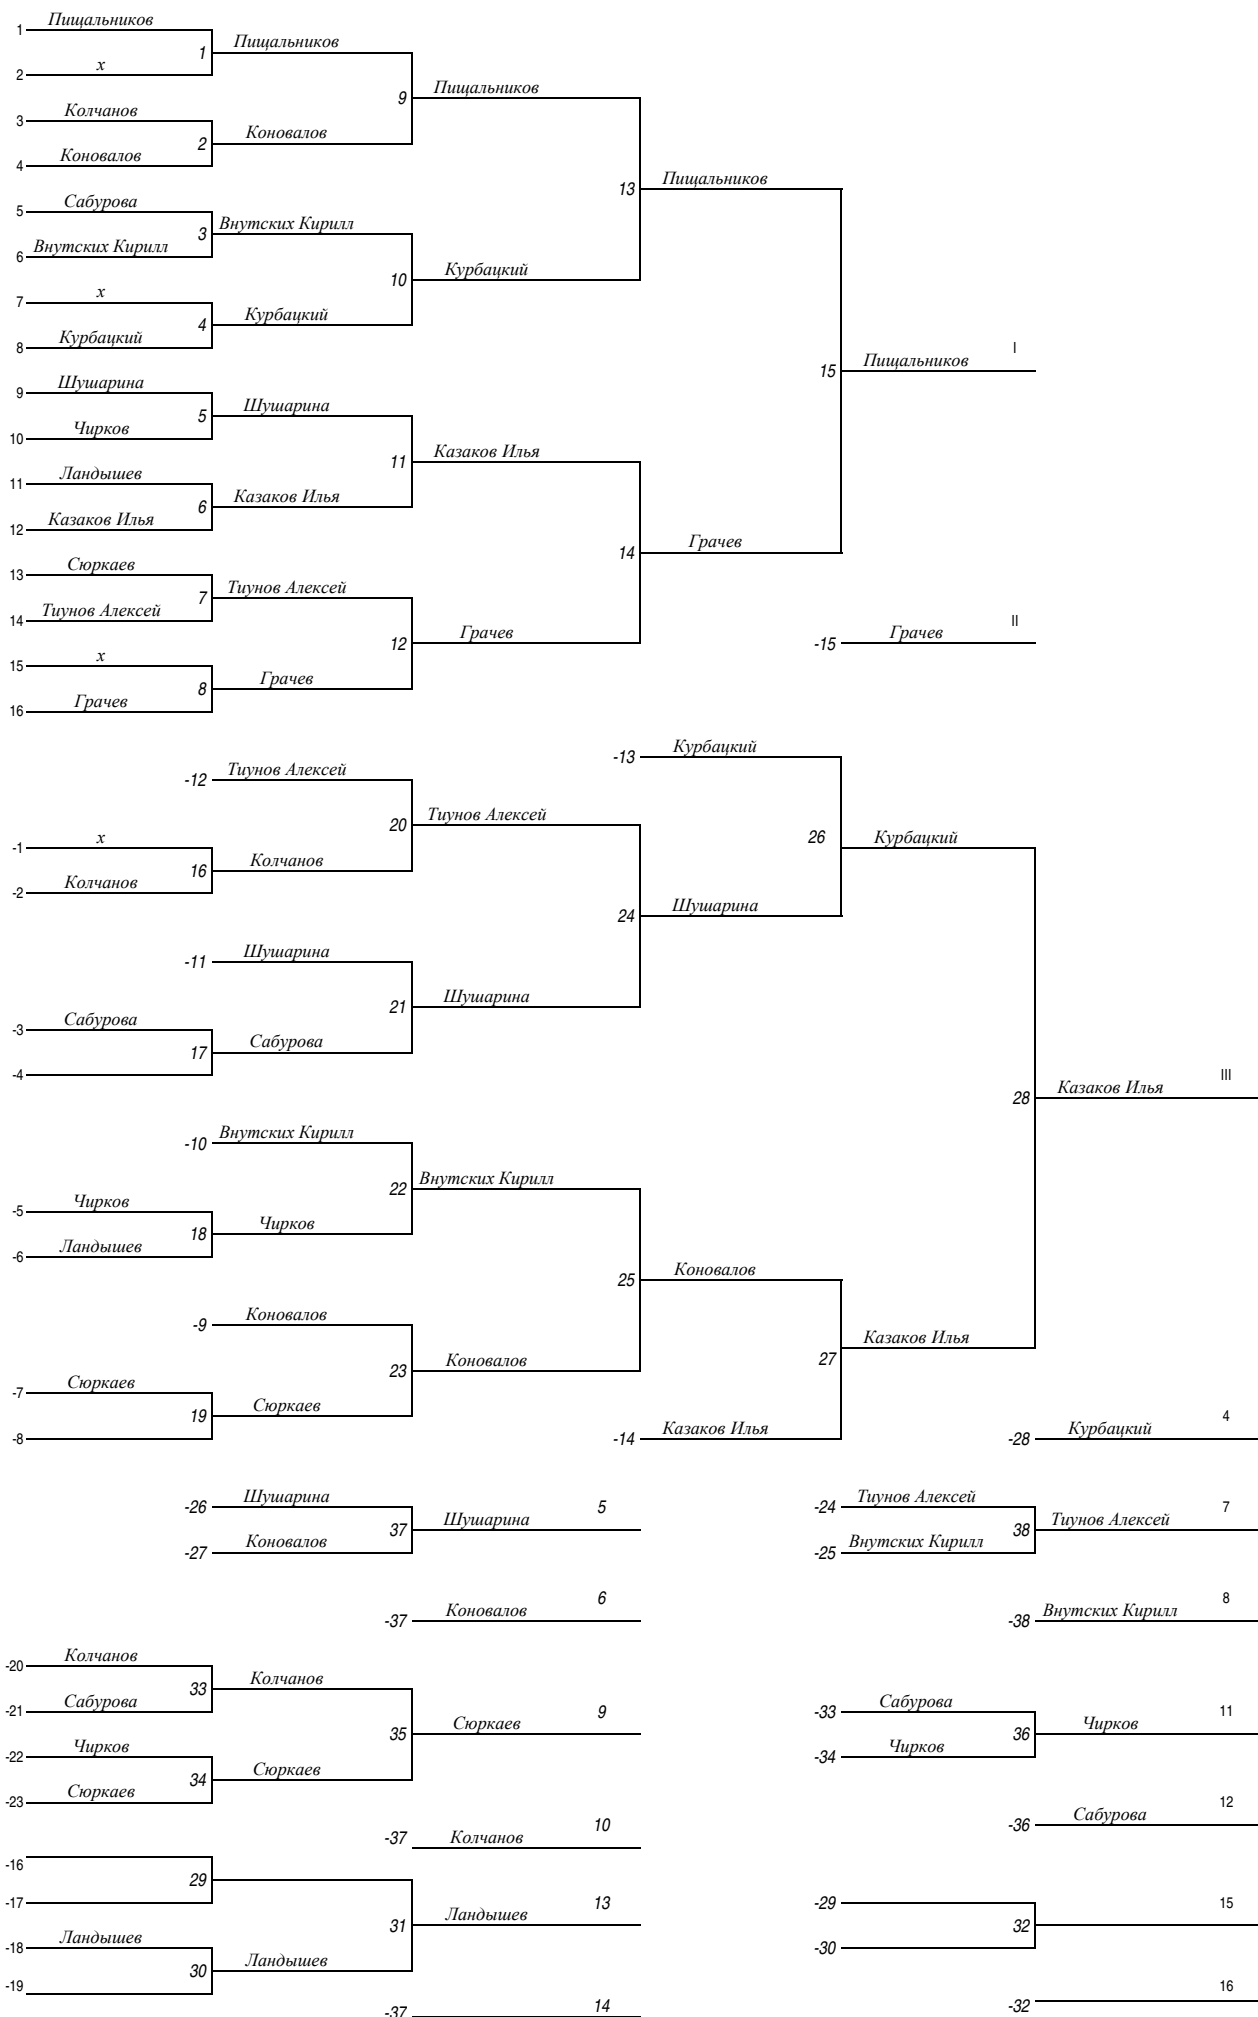 1 Пищальников
1 Пищальников
2 х
9 Пищальников
3 Колчанов
2 Коновалов
4 Коновалов
13 Пищальников
5 Сабурова
3 Внутских Кирилл
6 Внутских Кирилл
10 Курбацкий
7 х
4 Курбацкий
8 Курбацкий
I
15 Пищальников
9 Шушарина
5 Шушарина
10 Чирков
11 Казаков Илья
11 Ландышев
6 Казаков Илья
12 Казаков Илья
14 Грачев
13 Сюркаев
7 Тиунов Алексей
14 Тиунов Алексей
12 Грачев
-15 Грачев II
15 х
8 Грачев
16 Грачев
-13 Курбацкий
-12 Тиунов Алексей
20 Тиунов Алексей
26 Курбацкий
-1 х
16 Колчанов
-2 Колчанов
24 Шушарина
-11 Шушарина
21 Шушарина
-3 Сабурова
17 Сабурова
-4
28 Казаков Илья III
-10 Внутских Кирилл
22 Внутских Кирилл
-5 Чирков
18 Чирков
-6 Ландышев
25 Коновалов
-9 Коновалов
27 Казаков Илья
23 Коновалов
-7 Сюркаев
19 Сюркаев
-8
-14 Казаков Илья
-28 Курбацкий 4
-26 Шушарина
37 Шушарина 5
-27 Коновалов
-24 Тиунов Алексей
38 Тиунов Алексей 7
-25 Внутских Кирилл
-37 Коновалов 6
-38 Внутских Кирилл 8
-20 Колчанов
33 Колчанов
-21 Сабурова
35 Сюркаев 9
-22 Чирков
34 Сюркаев
-23 Сюркаев
-33 Сабурова
36 Чирков 11
-34 Чирков
-37 Колчанов 10
-36 Сабурова 12
-16
29
-17
31 Ландышев 13
-18 Ландышев
30 Ландышев
-19
-29
32 15
-30
-37 14
-32 16